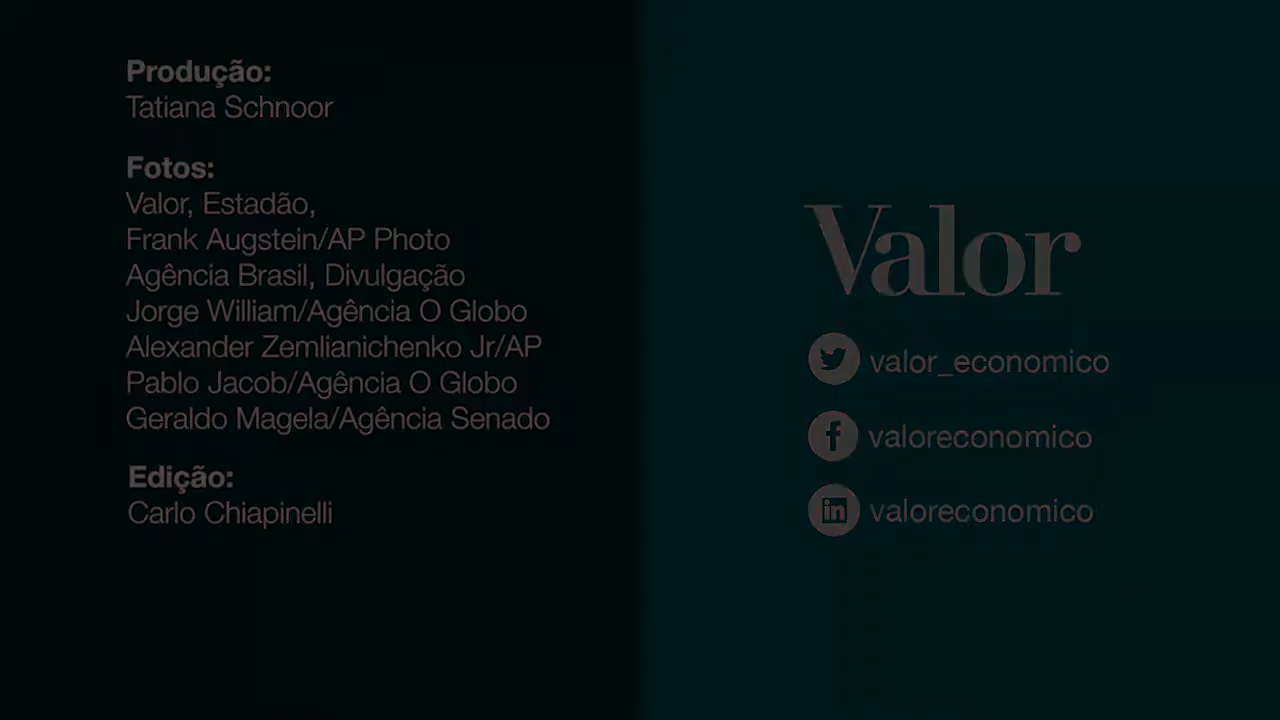 Produção:
Tatiana Schnoor
Fotos:
Valor, Estadão,
Frank Augstein/AP Photo
Agência Brasil, Divulgação
Jorge William/Agência O Globo
Alexander Zemlianichenko Jr/AP
Pablo Jacob/Agência O Globo
Geraldo Magela/Agência Senado
Edição:
Carlo Chiapinelli
Valor
valor_economico
valoreconomico
valoreconomico